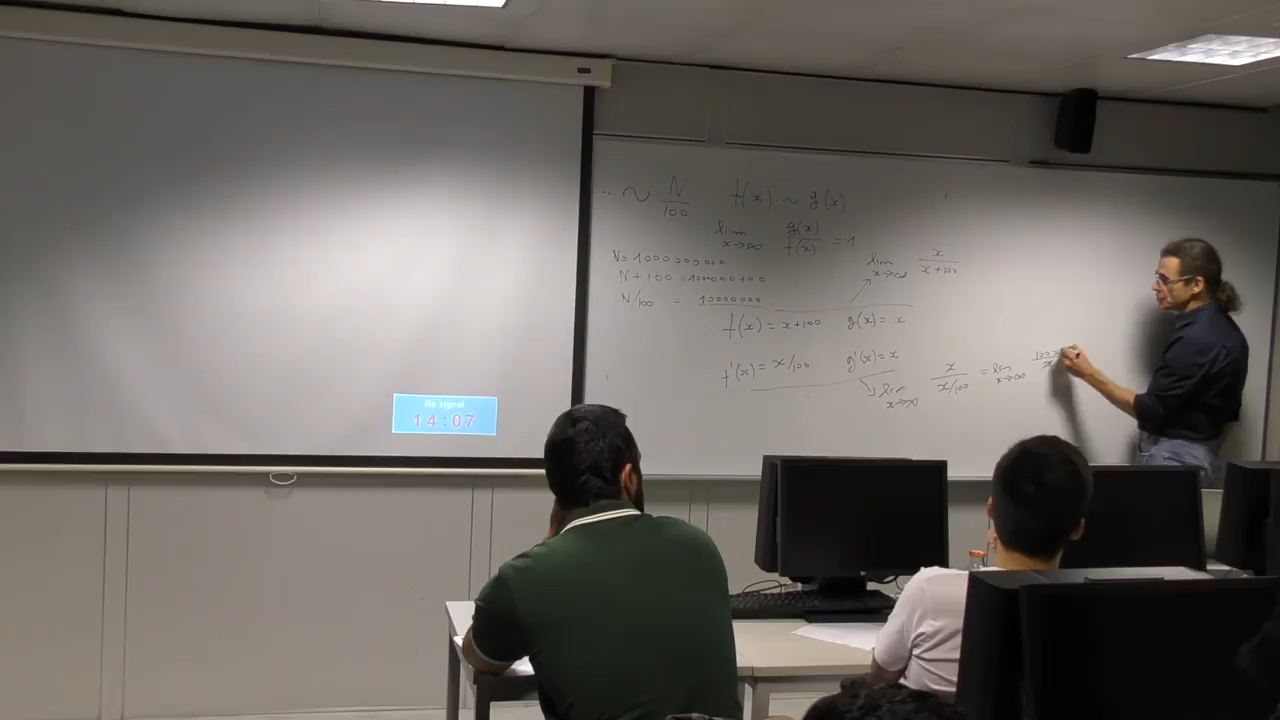 No signal
14:07
... ~ N/100 f(x) ~ g(x)
lim x→∞ g(x)/f(x) = 1
N=1000000000
N+100 =1000000100
N/100 = 10000000
lim x→∞ x/x+100
f(x) = x+100 g(x) = x
f'(x) = x/100 g'(x) = x
lim x→∞ x/x/100 = lim x→∞ 100x/x